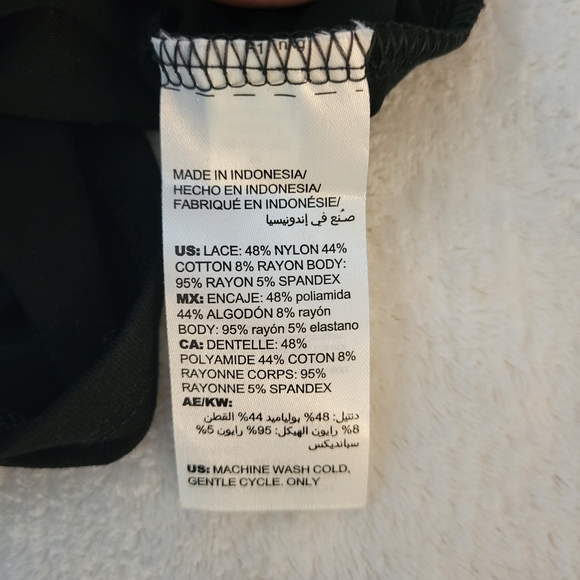 MADE IN INDONESIA/
HECHO EN INDONESIA/
FABRIQUÉ EN INDONÉSIE/
صُنع في إندونيسيا
US: LACE: 48% NYLON 44%
COTTON 8% RAYON BODY:
95% RAYON 5% SPANDEX
MX: ENCAJE: 48% poliamida
44% ALGODÓN 8% rayón
BODY: 95% rayón 5% elastano
CA: DENTELLE: 48%
POLYAMIDE 44% COTON 8%
RAYONNE CORPS: 95%
RAYONNE 5% SPANDEX
AE/KW:
دنتيل: 48% بولياميد 44% القطن
8% رايون الهيكل: 95% رايون 5%
سباندیکس
US: MACHINE WASH COLD,
GENTLE CYCLE. ONLY